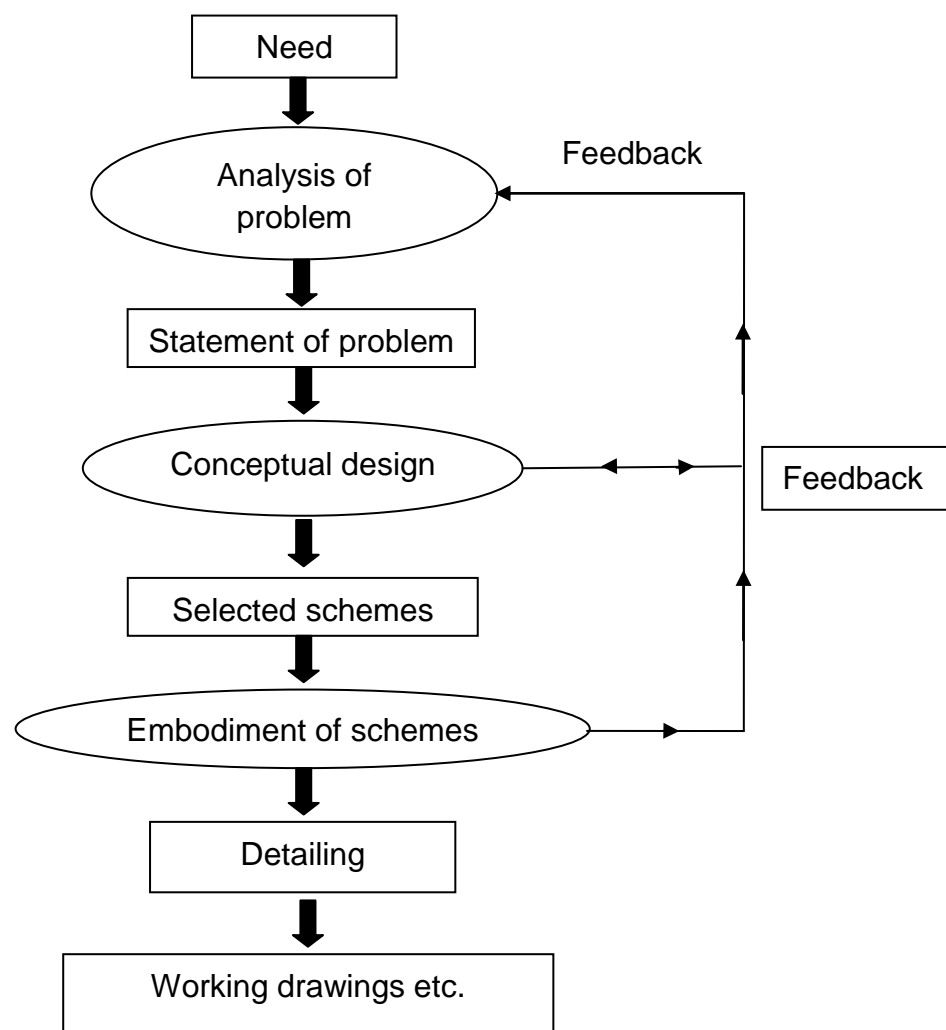 Need
Feedback
Analysis of
problem
Statement of problem
Conceptual design
Feedback
Selected schemes
Embodiment of schemes
Detailing
Working drawings etc.